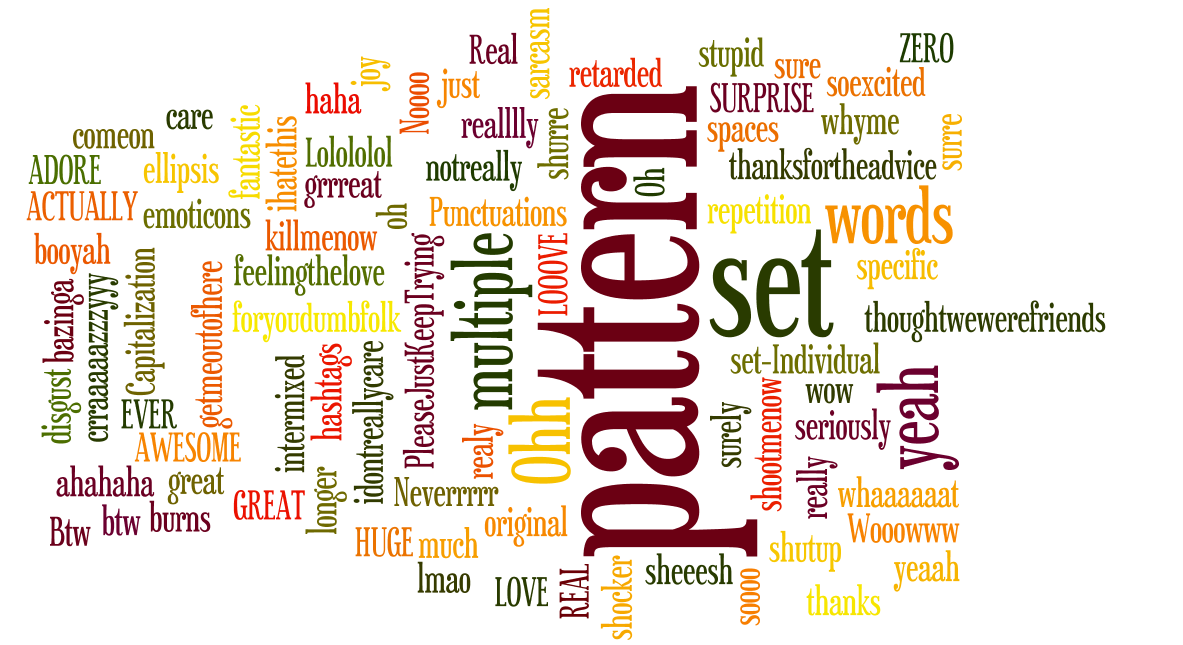 Real
sarcasm
joy
Noooo
just
retarded
stupid
sure
ZERO
soexcited
haha
SURPRISE
care
comeon
fantastic
ihatethis
realllly
shurre
spaces
whyme
surre
ADORE
ellipsis
Lolololol
grrreat
notreally
thanksfortheadvice
pattern
Oh
ACTUALLY
emoticons
oh
Punctuations
repetition
words
booyah
killmenow
LOOOVE
multiple
set
specific
feelingthelove
PleaseJustKeepTrying
bazinga
crraaaaazzzyyy
Capitalization
getmeoutofhere
foryoudumbfolk
thoughtwewerefriends
set-Individual
disgust
intermixed
hashtags
idontreallycare
Ohh
wow
yeah
EVER
surely
shootmenow
seriously
AWESOME
realy
ahahaha
great
GREAT
longer
Neverrrrr
really
whaaaaaat
Btw
btw
burns
original
Wooowww
HUGE
much
shutup
lmao
LOVE
REAL
shocker
sheeesh
soooo
yeaah
thanks